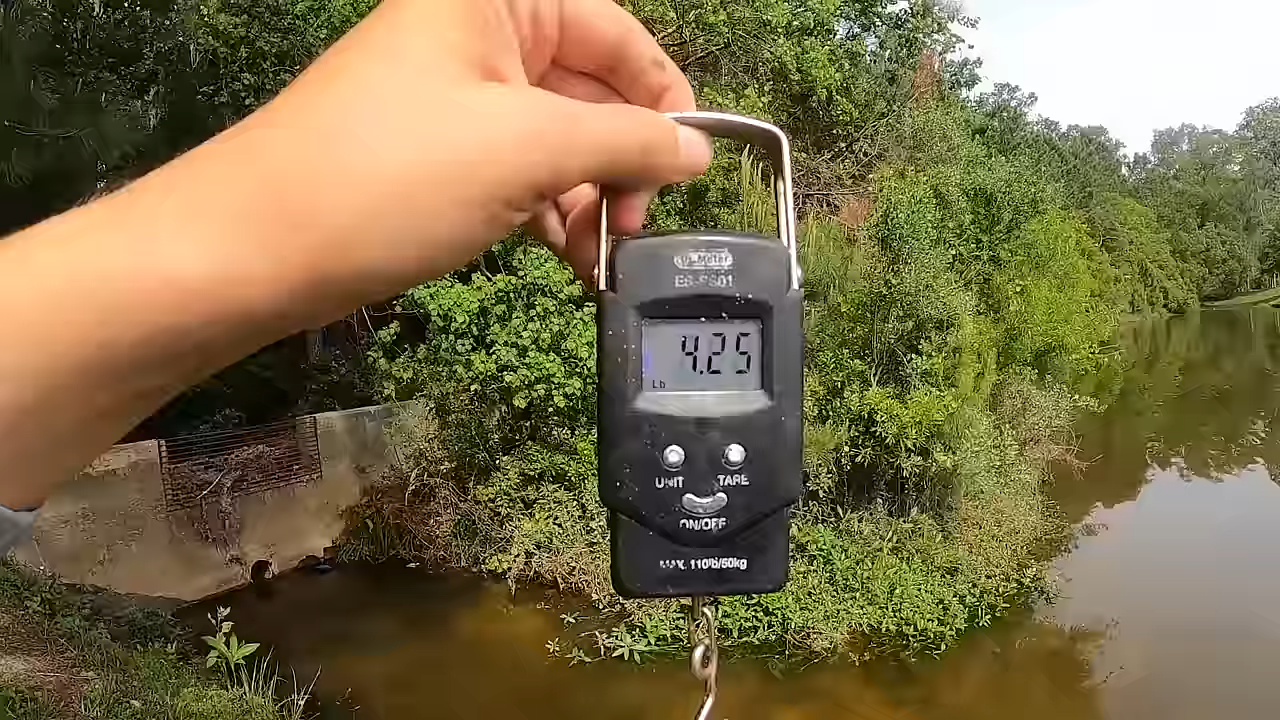 ES-PS01
4.25
Lb
UNIT TARE
ON/OFF
MAX. 110lb/50kg